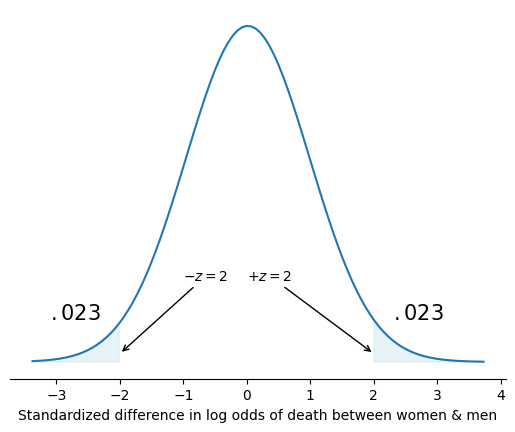 −z = 2 +z = 2
.023 .023
−3 −2 −1 0 1 2 3 4
Standardized difference in log odds of death between women & men